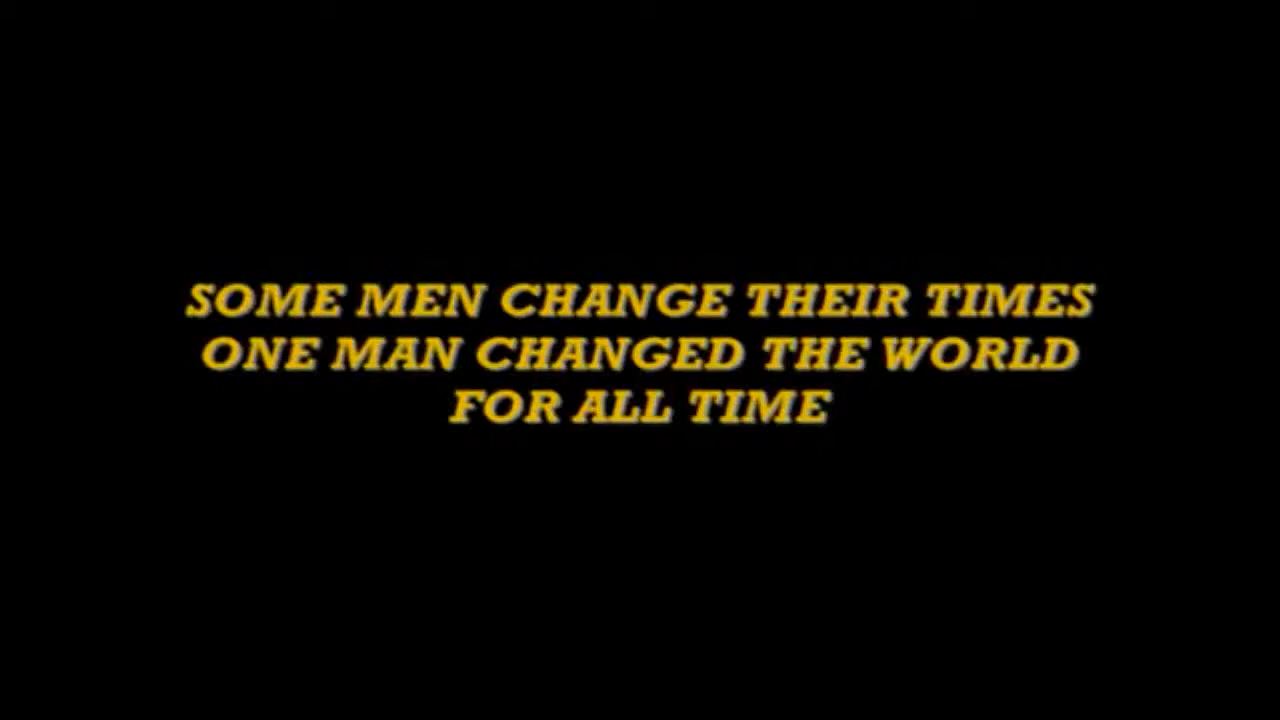 SOME MEN CHANGE THEIR TIMES
ONE MAN CHANGED THE WORLD
FOR ALL TIME